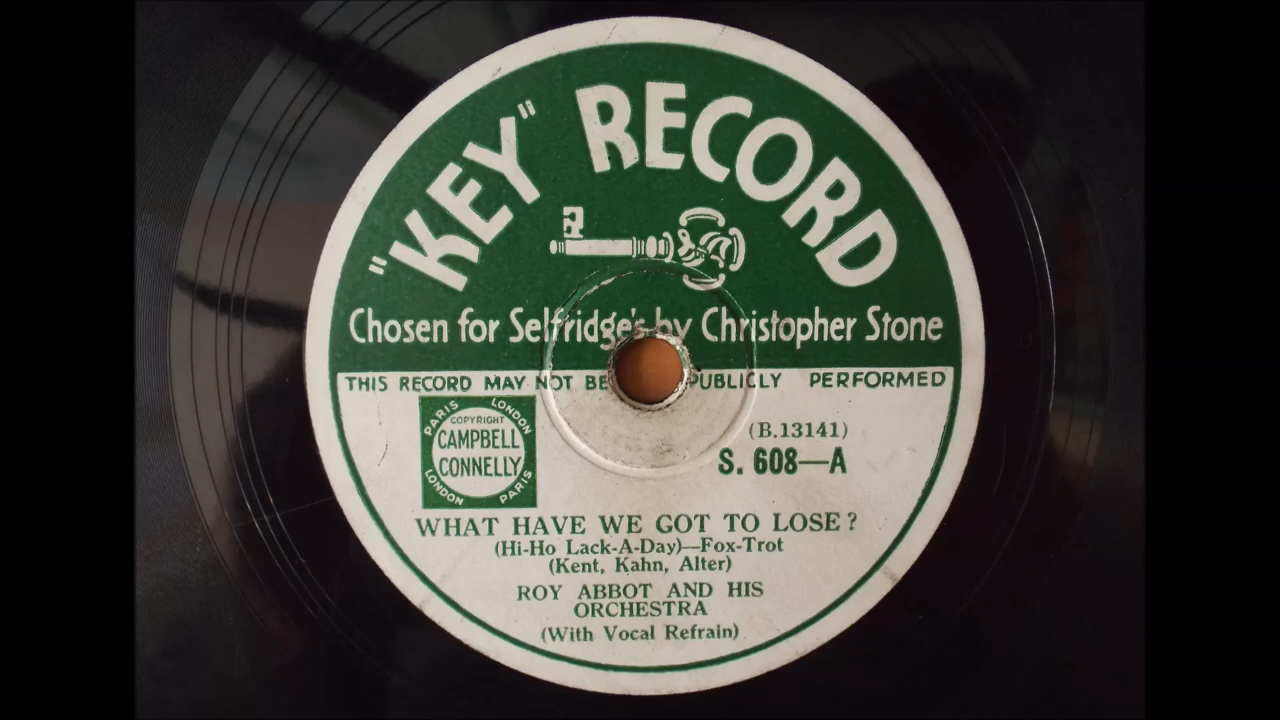 "KEY" RECORD
Chosen for Selfridge's by Christopher Stone
THIS RECORD MAY NOT BE PUBLICLY PERFORMED
PARIS LONDON
COPYRIGHT
CAMPBELL
CONNELLY
LONDON PARIS
(B.13141)
S. 608—A
WHAT HAVE WE GOT TO LOSE?
(Hi-Ho Lack-A-Day)—Fox-Trot
(Kent, Kahn, Alter)
ROY ABBOT AND HIS
ORCHESTRA
(With Vocal Refrain)